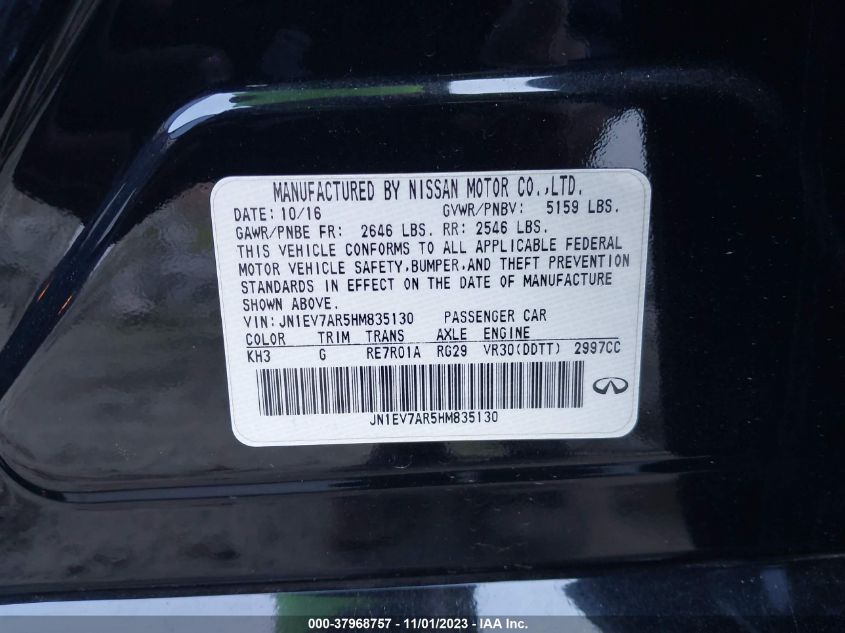 MANUFACTURED BY NISSAN MOTOR CO.,LTD.
DATE: 10/16 GVWR/PNBV: 5159 LBS.
GAWR/PNBE FR: 2646 LBS. RR: 2546 LBS.
THIS VEHICLE CONFORMS TO ALL APPLICABLE FEDERAL
MOTOR VEHICLE SAFETY,BUMPER,AND THEFT PREVENTION
STANDARDS IN EFFECT ON THE DATE OF MANUFACTURE
SHOWN ABOVE.
VIN: JN1EV7AR5HM835130 PASSENGER CAR
COLOR TRIM TRANS AXLE ENGINE
KH3 G RE7R01A RG29 VR30(DDTT) 2997CC
JN1EV7AR5HM835130
000-37968757 - 11/01/2023 - IAA Inc.